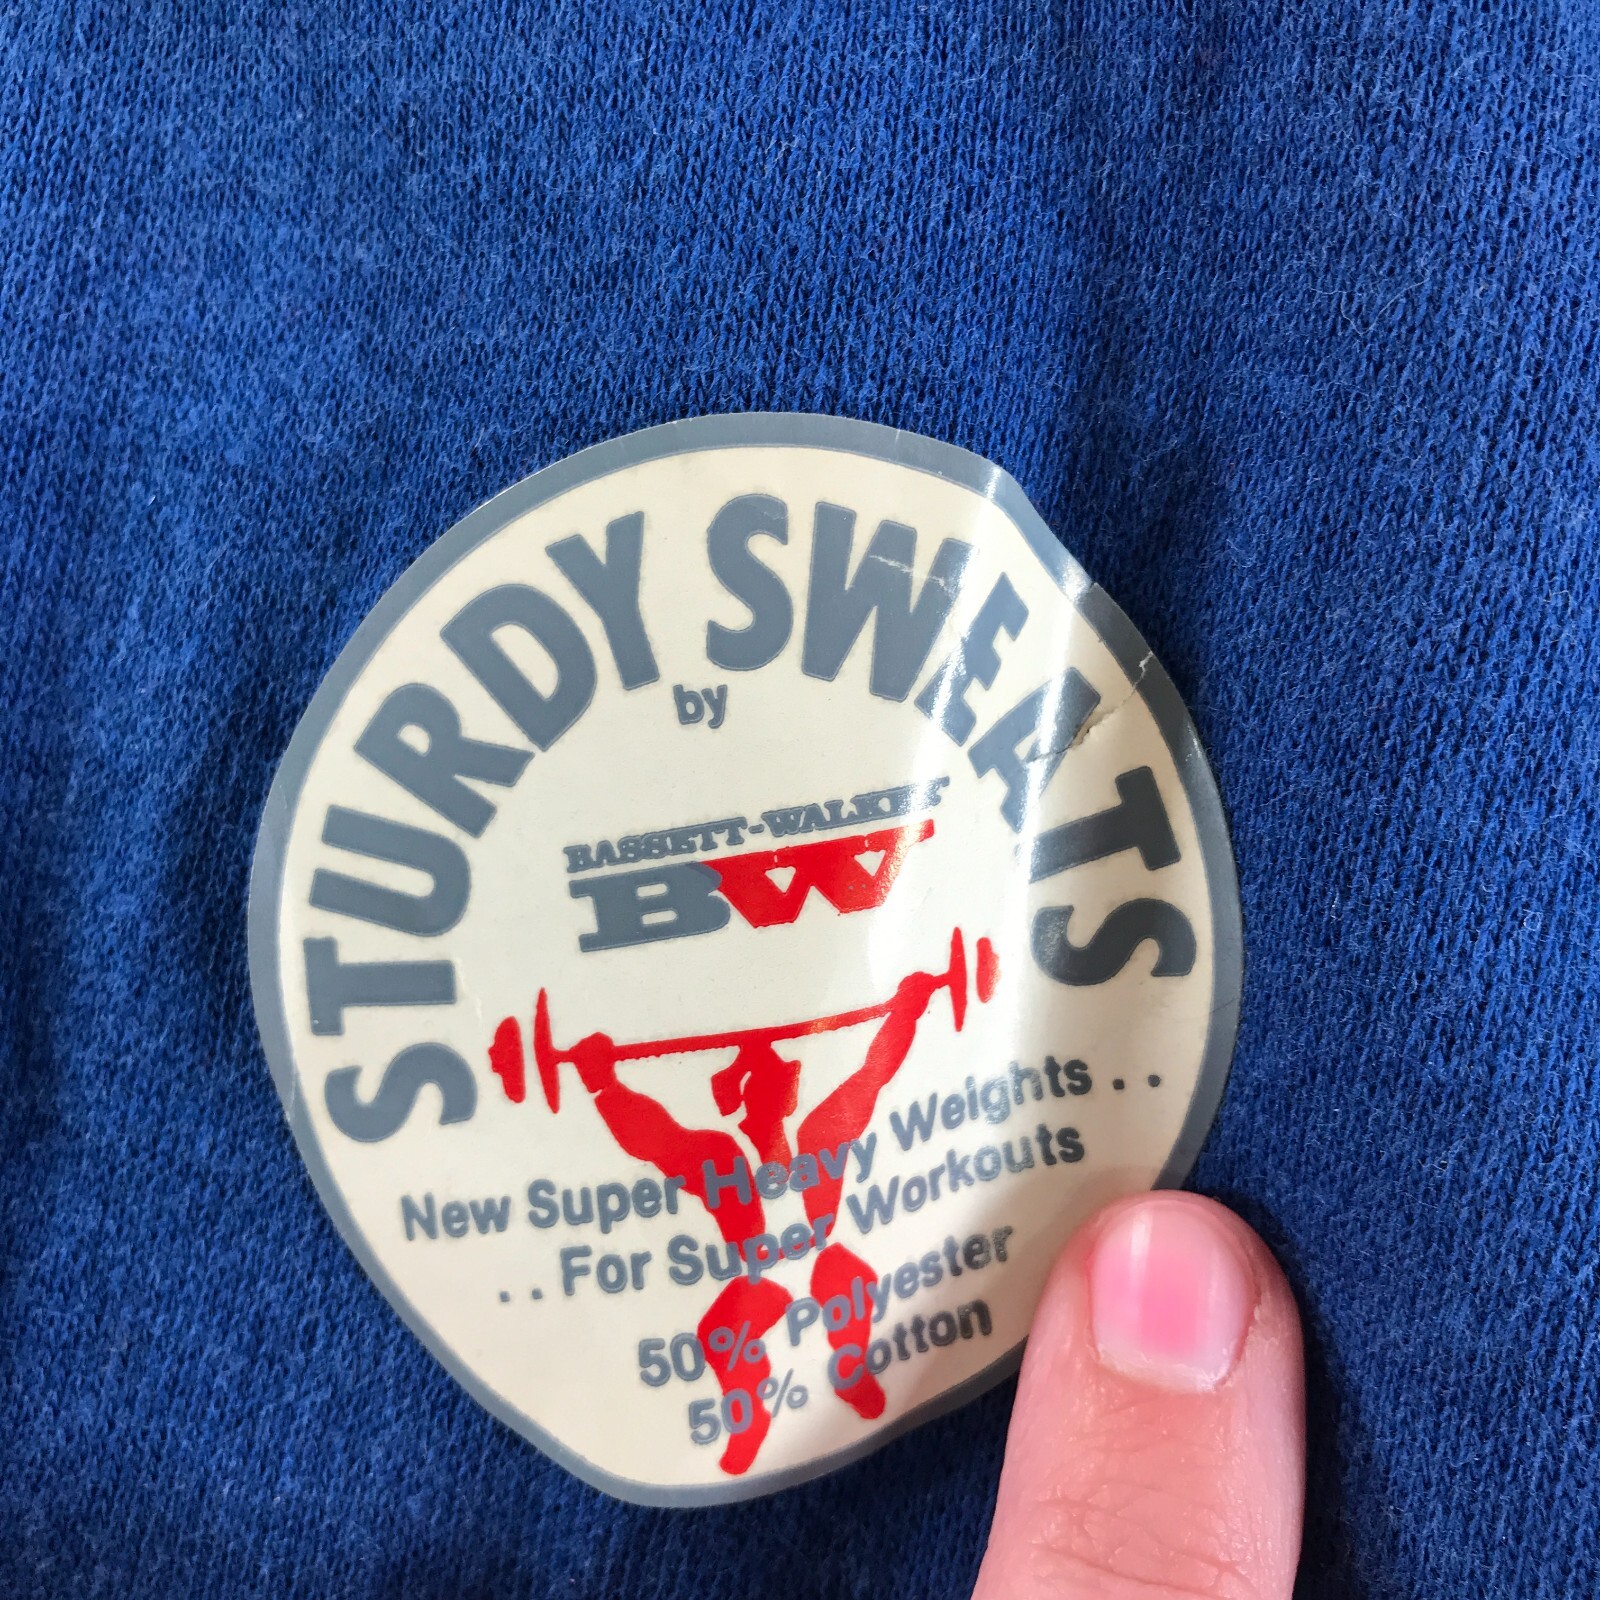 STURDY SWEATS
by
BASSETT-WALKER
BW
New Super Heavy Weights . .
. . For Super Workouts
50% Polyester
50% Cotton